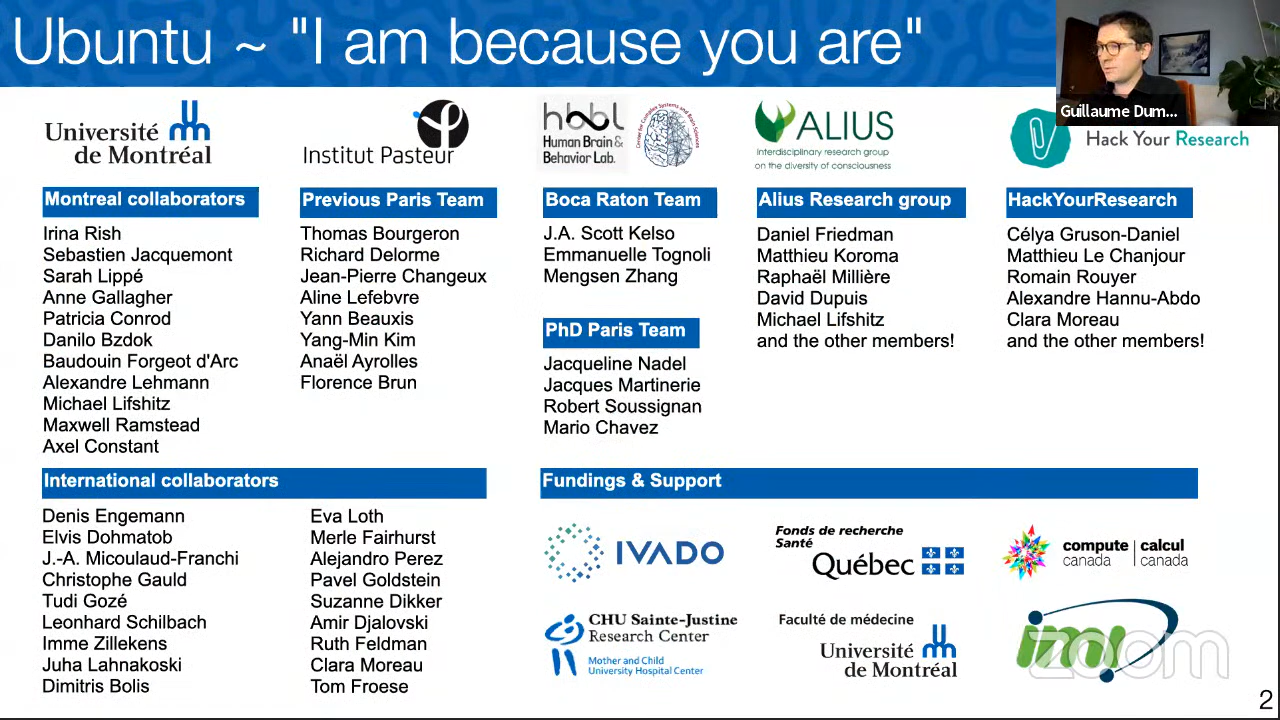 Ubuntu ~ "I am because you are"
Guillaume Dum...
Université
de Montréal
Institut Pasteur
hbbl
Human Brain &
Behavior Lab.
Center for Complex Systems and Brain Sciences
ALIUS
Interdisciplinary research group
on the diversity of consciousness
Hack Your Research
Montreal collaborators
Irina Rish
Sebastien Jacquemont
Sarah Lippé
Anne Gallagher
Patricia Conrod
Danilo Bzdok
Baudouin Forgeot d'Arc
Alexandre Lehmann
Michael Lifshitz
Maxwell Ramstead
Axel Constant
Previous Paris Team
Thomas Bourgeron
Richard Delorme
Jean-Pierre Changeux
Aline Lefebvre
Yann Beauxis
Yang-Min Kim
Anaël Ayrolles
Florence Brun
Boca Raton Team
J.A. Scott Kelso
Emmanuelle Tognoli
Mengsen Zhang
PhD Paris Team
Jacqueline Nadel
Jacques Martinerie
Robert Soussignan
Mario Chavez
Alius Research group
Daniel Friedman
Matthieu Koroma
Raphaël Millière
David Dupuis
Michael Lifshitz
and the other members!
HackYourResearch
Célya Gruson-Daniel
Matthieu Le Chanjour
Romain Rouyer
Alexandre Hannu-Abdo
Clara Moreau
and the other members!
International collaborators
Denis Engemann
Elvis Dohmatob
J.-A. Micoulaud-Franchi
Christophe Gauld
Tudi Gozé
Leonhard Schilbach
Imme Zillekens
Juha Lahnakoski
Dimitris Bolis
Eva Loth
Merle Fairhurst
Alejandro Perez
Pavel Goldstein
Suzanne Dikker
Amir Djalovski
Ruth Feldman
Clara Moreau
Tom Froese
Fundings & Support
IVADO
Fonds de recherche
Santé
Québec
compute | calcul
canada | canada
CHU Sainte-Justine
Research Center
Mother and Child
University Hospital Center
Faculté de médecine
Université
de Montréal
imi
zoom
2